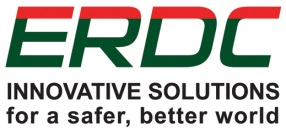 ERDC
INNOVATIVE SOLUTIONS
for a safer, better world